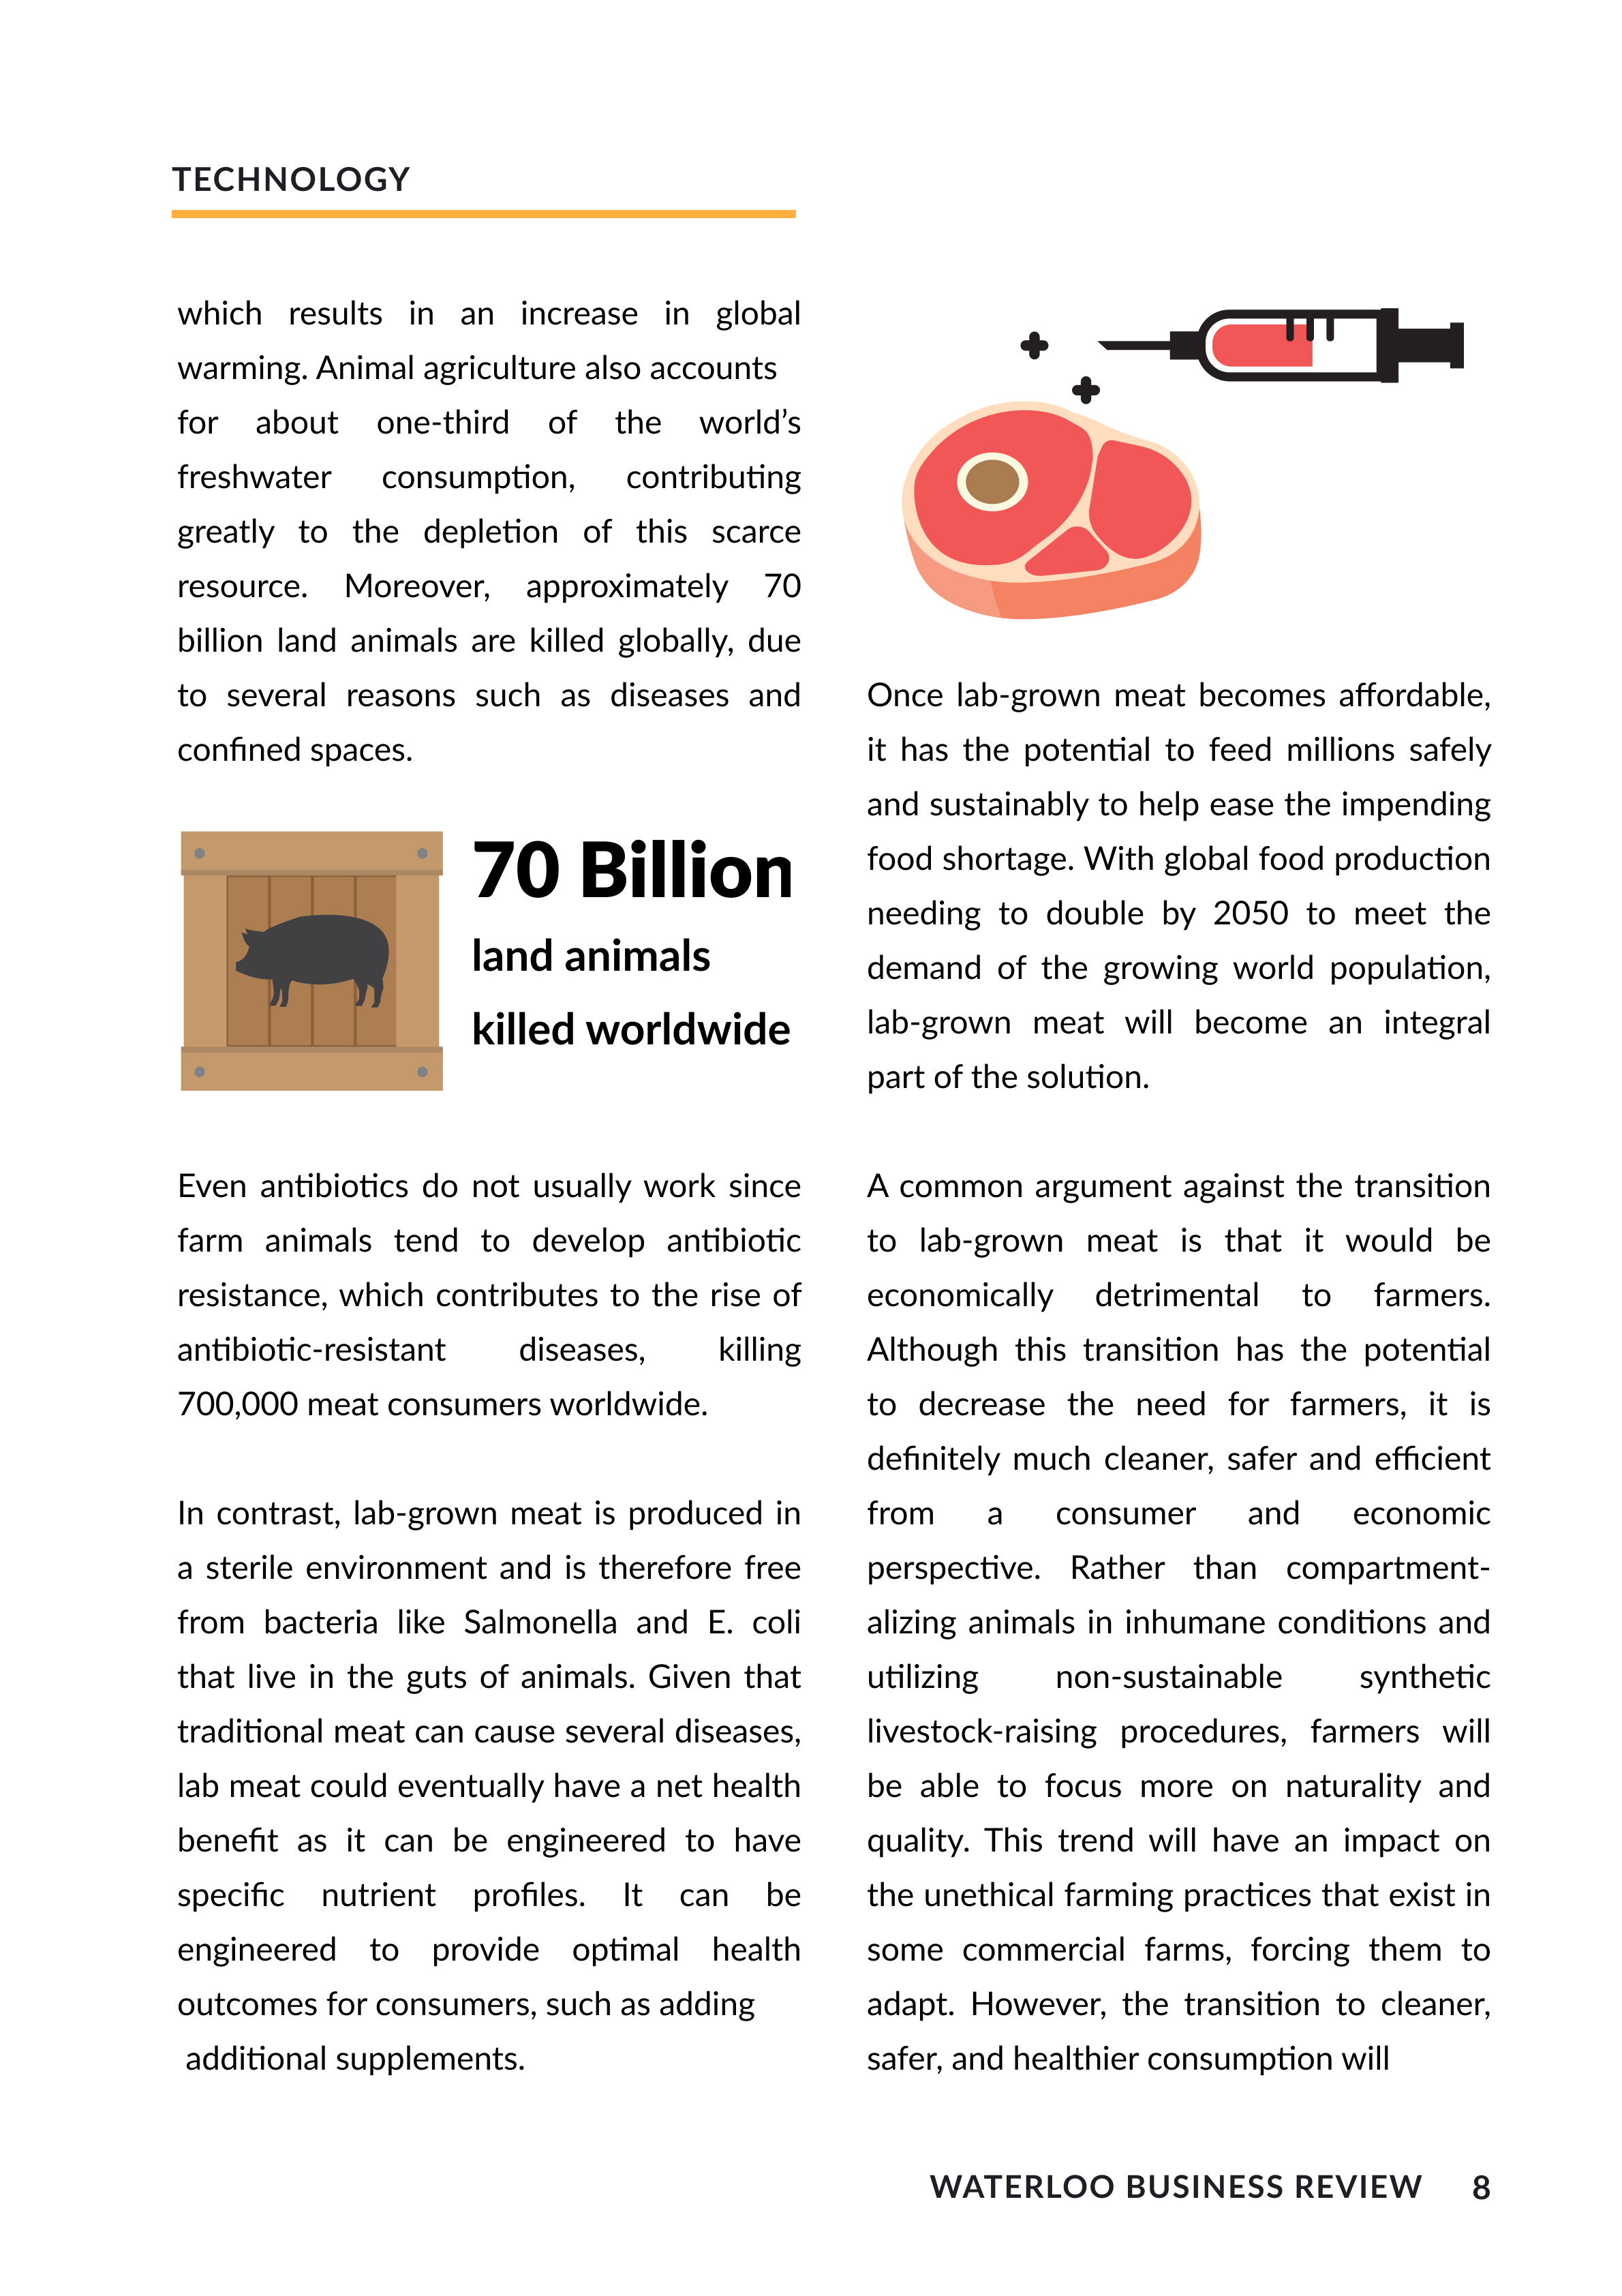 TECHNOLOGY
which results in an increase in global
warming. Animal agriculture also accounts
for about one-third of the world’s
freshwater consumption, contributing
greatly to the depletion of this scarce
resource. Moreover, approximately 70
billion land animals are killed globally, due
to several reasons such as diseases and
confined spaces.
70 Billion
land animals
killed worldwide
Even antibiotics do not usually work since
farm animals tend to develop antibiotic
resistance, which contributes to the rise of
antibiotic-resistant diseases, killing
700,000 meat consumers worldwide.
In contrast, lab-grown meat is produced in
a sterile environment and is therefore free
from bacteria like Salmonella and E. coli
that live in the guts of animals. Given that
traditional meat can cause several diseases,
lab meat could eventually have a net health
benefit as it can be engineered to have
specific nutrient profiles. It can be
engineered to provide optimal health
outcomes for consumers, such as adding
additional supplements.
Once lab-grown meat becomes affordable,
it has the potential to feed millions safely
and sustainably to help ease the impending
food shortage. With global food production
needing to double by 2050 to meet the
demand of the growing world population,
lab-grown meat will become an integral
part of the solution.
A common argument against the transition
to lab-grown meat is that it would be
economically detrimental to farmers.
Although this transition has the potential
to decrease the need for farmers, it is
definitely much cleaner, safer and efficient
from a consumer and economic
perspective. Rather than compartment-
alizing animals in inhumane conditions and
utilizing non-sustainable synthetic
livestock-raising procedures, farmers will
be able to focus more on naturality and
quality. This trend will have an impact on
the unethical farming practices that exist in
some commercial farms, forcing them to
adapt. However, the transition to cleaner,
safer, and healthier consumption will
WATERLOO BUSINESS REVIEW 8